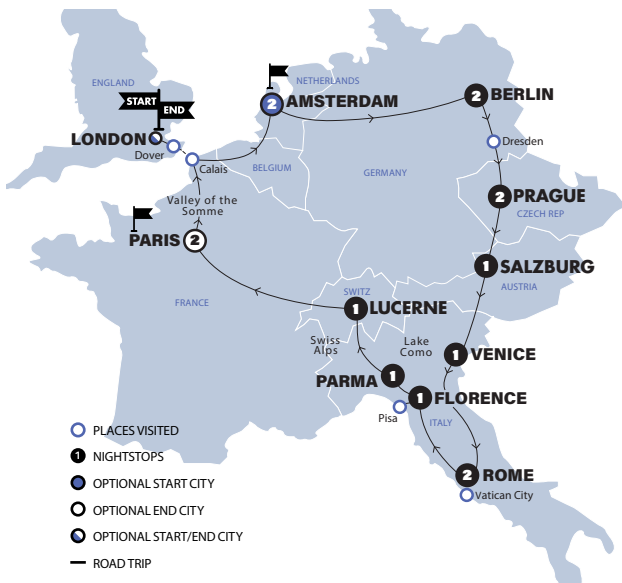 ENGLAND
START
END
LONDON
Dover
Calais
NETHERLANDS
2
AMSTERDAM
2
BERLIN
Dresden
BELGIUM
GERMANY
2
PRAGUE
CZECH REP
Valley of the
Somme
PARIS
2
1
SALZBURG
AUSTRIA
FRANCE
SWITZ
1
LUCERNE
Swiss
Alps
Lake
Como
1
VENICE
PARMA
1
1
FLORENCE
Pisa
ITALY
2
ROME
Vatican City
PLACES VISITED
1 NIGHTSTOPS
OPTIONAL START CITY
OPTIONAL END CITY
OPTIONAL START/END CITY
ROAD TRIP